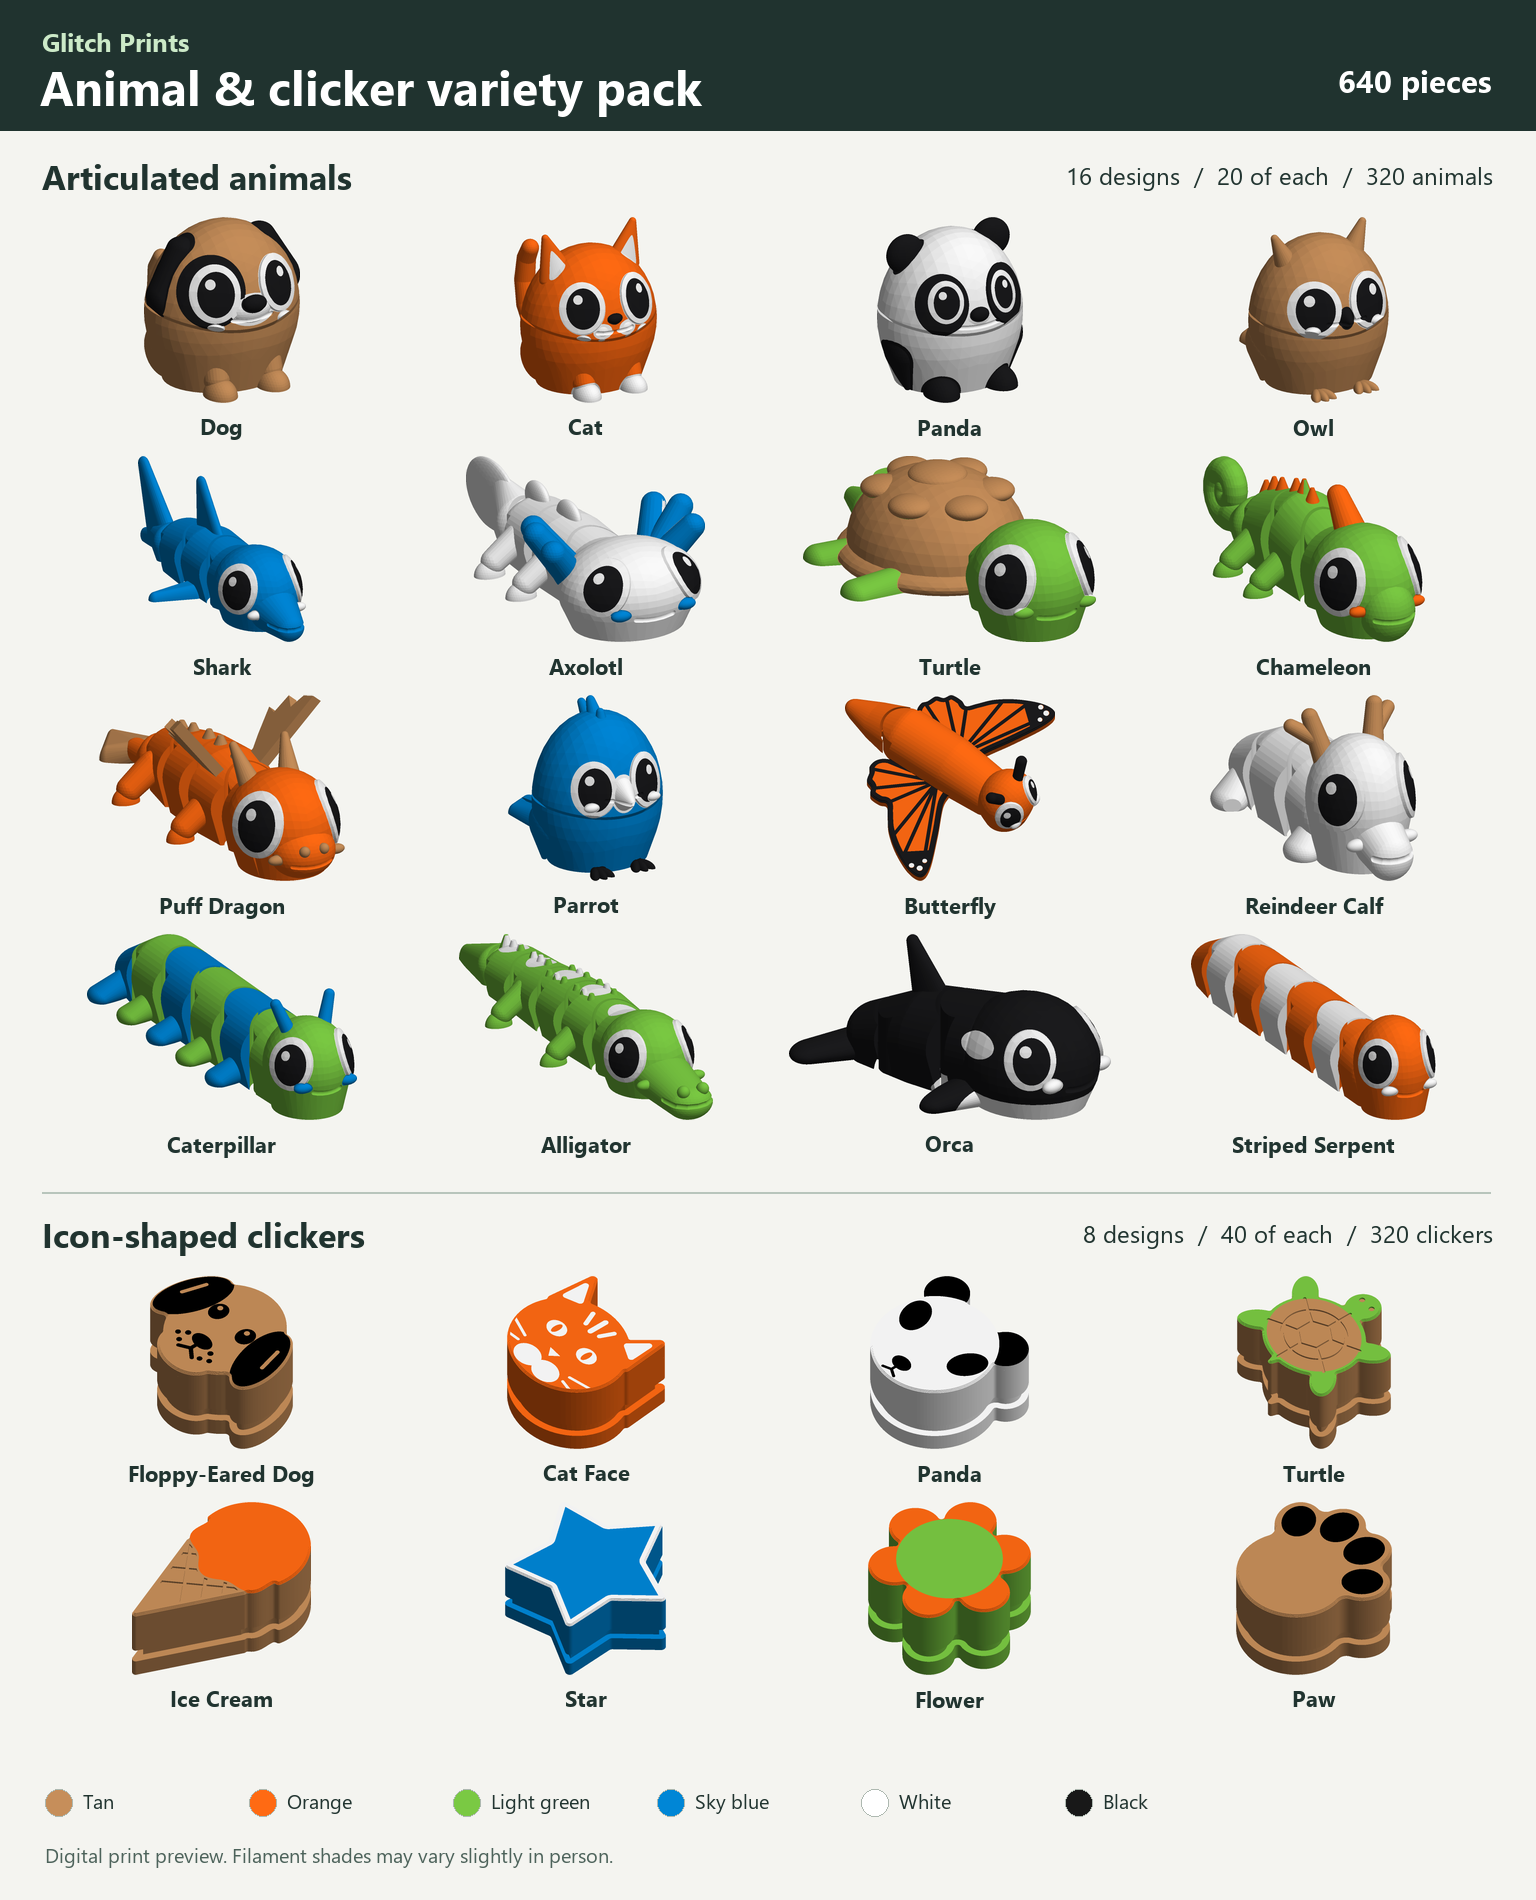 Glitch Prints
Animal & clicker variety pack
640 pieces
Articulated animals
16 designs / 20 of each / 320 animals
Dog
Cat
Panda
Owl
Shark
Axolotl
Turtle
Chameleon
Puff Dragon
Parrot
Butterfly
Reindeer Calf
Caterpillar
Alligator
Orca
Striped Serpent
Icon-shaped clickers
8 designs / 40 of each / 320 clickers
Floppy-Eared Dog
Cat Face
Panda
Turtle
Ice Cream
Star
Flower
Paw
Tan
Orange
Light green
Sky blue
White
Black
Digital print preview. Filament shades may vary slightly in person.